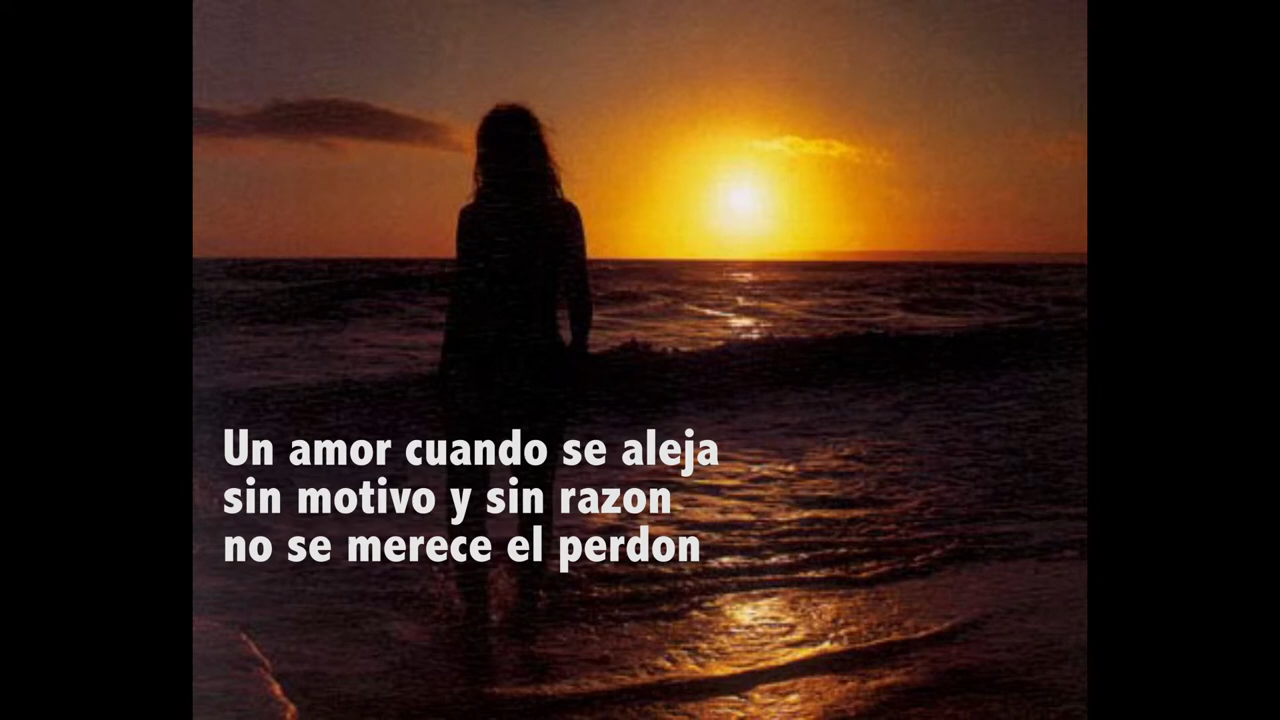 Un amor cuando se aleja
sin motivo y sin razon
no se merece el perdon